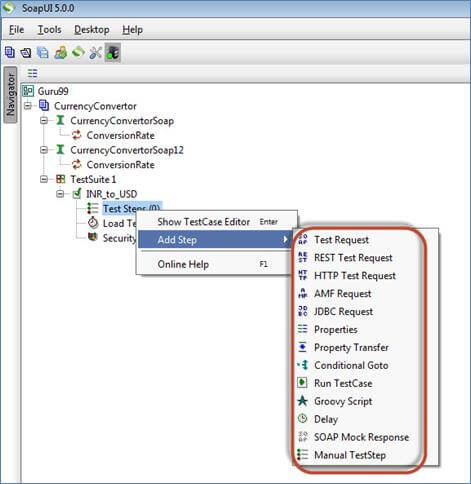 SoapUI 5.0.0
File Tools Desktop Help
Navigator
Guru99
CurrencyConvertor
CurrencyConvertorSoap
ConversionRate
CurrencyConvertorSoap12
ConversionRate
TestSuite 1
INR_to_USD
Test Steps (0)
Load Te
Security
Show TestCase Editor Enter
Add Step
Online Help F1
Test Request
REST Test Request
HTTP Test Request
AMF Request
JDBC Request
Properties
Property Transfer
Conditional Goto
Run TestCase
Groovy Script
Delay
SOAP Mock Response
Manual TestStep